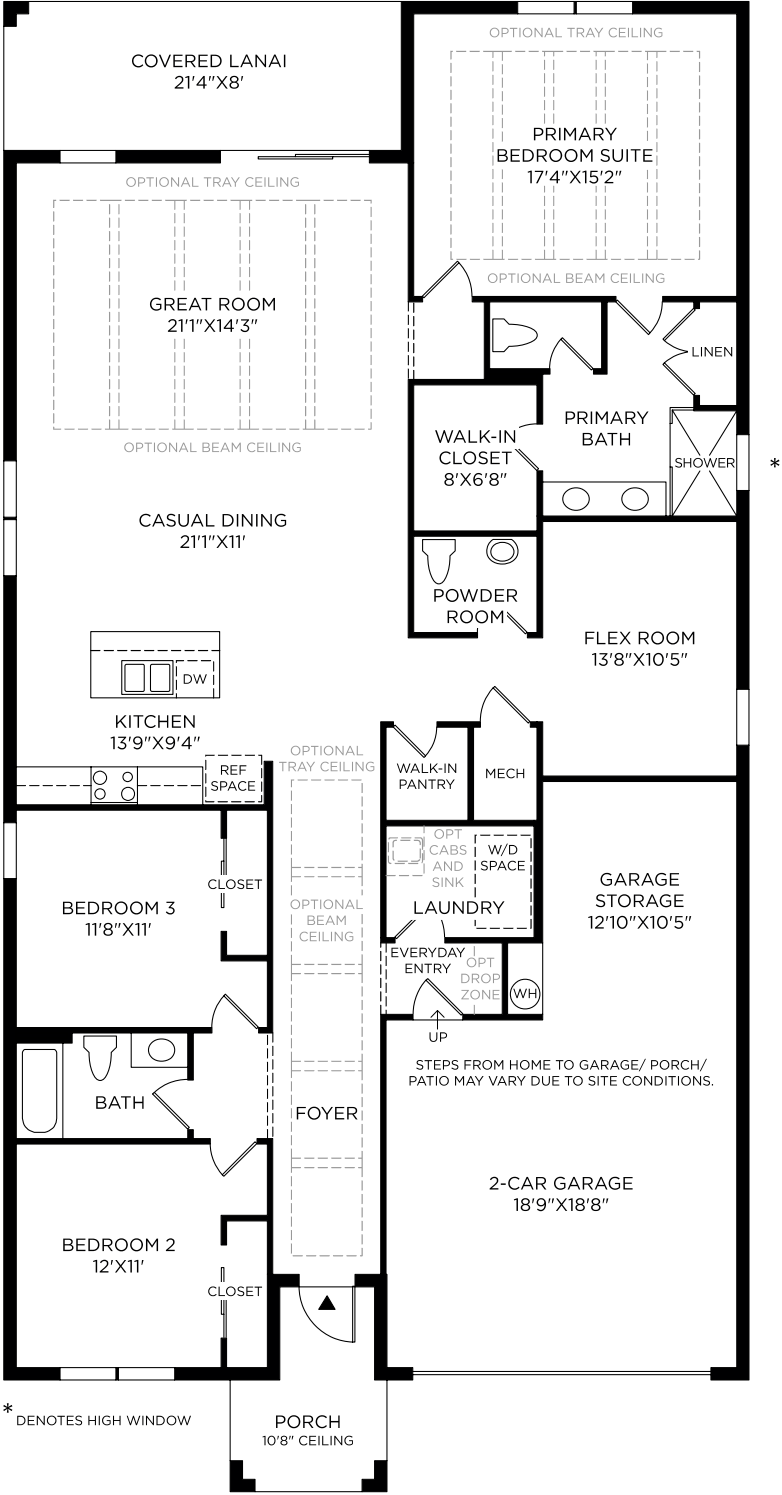 COVERED LANAI
21'4"X8'
OPTIONAL TRAY CEILING
PRIMARY
BEDROOM SUITE
17'4"X15'2"
OPTIONAL BEAM CEILING
OPTIONAL TRAY CEILING
GREAT ROOM
21'1"X14'3"
OPTIONAL BEAM CEILING
LINEN
PRIMARY
BATH
WALK-IN
CLOSET
8'X6'8"
SHOWER
*
CASUAL DINING
21'1"X11'
POWDER
ROOM
FLEX ROOM
13'8"X10'5"
DW
KITCHEN
13'9"X9'4"
REF
SPACE
OPTIONAL
TRAY CEILING
WALK-IN
PANTRY
MECH
OPT
CABS
AND
SINK
W/D
SPACE
LAUNDRY
GARAGE
STORAGE
12'10"X10'5"
CLOSET
BEDROOM 3
11'8"X11'
OPTIONAL
BEAM
CEILING
EVERYDAY
ENTRY
OPT
DROP
ZONE
WH
UP
STEPS FROM HOME TO GARAGE/ PORCH/
PATIO MAY VARY DUE TO SITE CONDITIONS.
BATH
FOYER
2-CAR GARAGE
18'9"X18'8"
BEDROOM 2
12'X11'
CLOSET
* DENOTES HIGH WINDOW
PORCH
10'8" CEILING